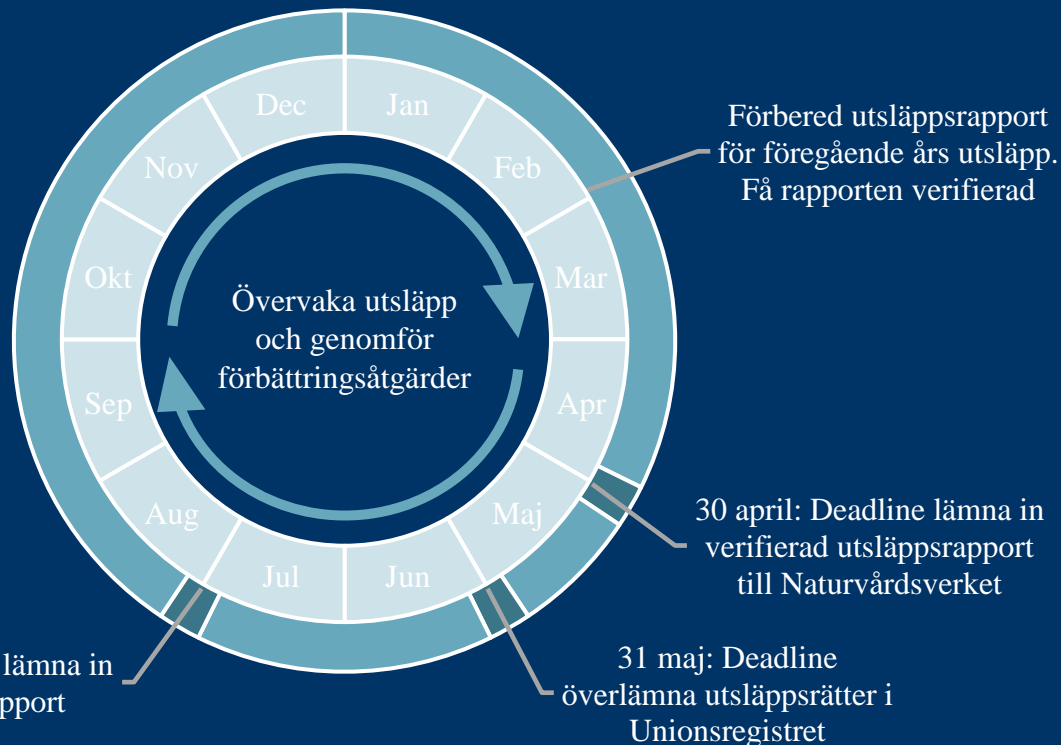 Dec
Jan
Nov
Feb
Förbered utsläppsrapport
för föregående års utsläpp.
Få rapporten verifierad
Okt
Mar
Övervaka utsläpp
och genomför
förbättringsåtgärder
Sep
Apr
Aug
Maj
30 april: Deadline lämna in
verifierad utsläppsrapport
till Naturvårdsverket
Jul
Jun
lämna in
31 maj: Deadline
överlämna utsläppsrätter i
Unionsregistret